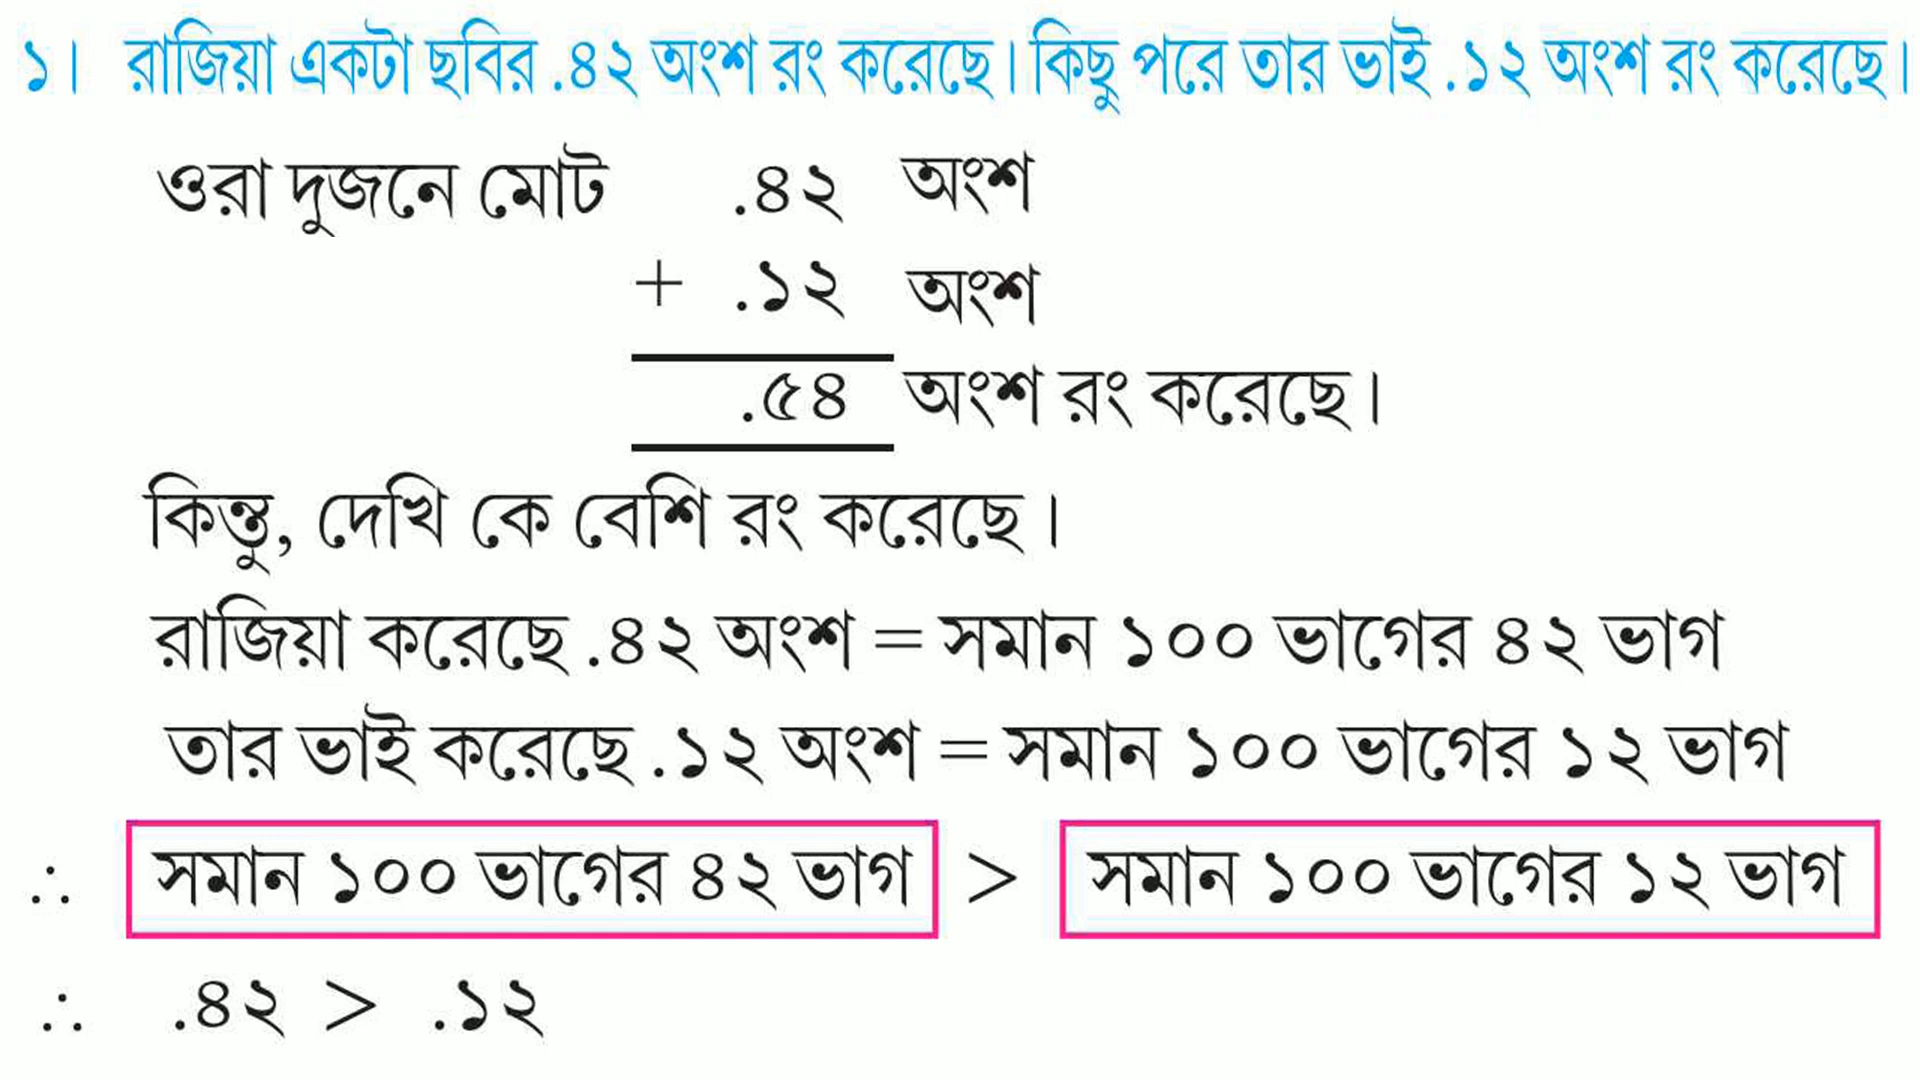 ১। রাজিয়া একটা ছবির .৪২ অংশ রং করেছে। কিছু পরে তার ভাই .১২ অংশ রং করেছে।
ওরা দুজনে মোট .৪২ অংশ
+ .১২ অংশ
.৫৪ অংশ রং করেছে।
কিন্তু, দেখি কে বেশি রং করেছে।
রাজিয়া করেছে .৪২ অংশ = সমান ১০০ ভাগের ৪২ ভাগ
তার ভাই করেছে .১২ অংশ = সমান ১০০ ভাগের ১২ ভাগ
∴ সমান ১০০ ভাগের ৪২ ভাগ > সমান ১০০ ভাগের ১২ ভাগ
∴ .৪২ > .১২